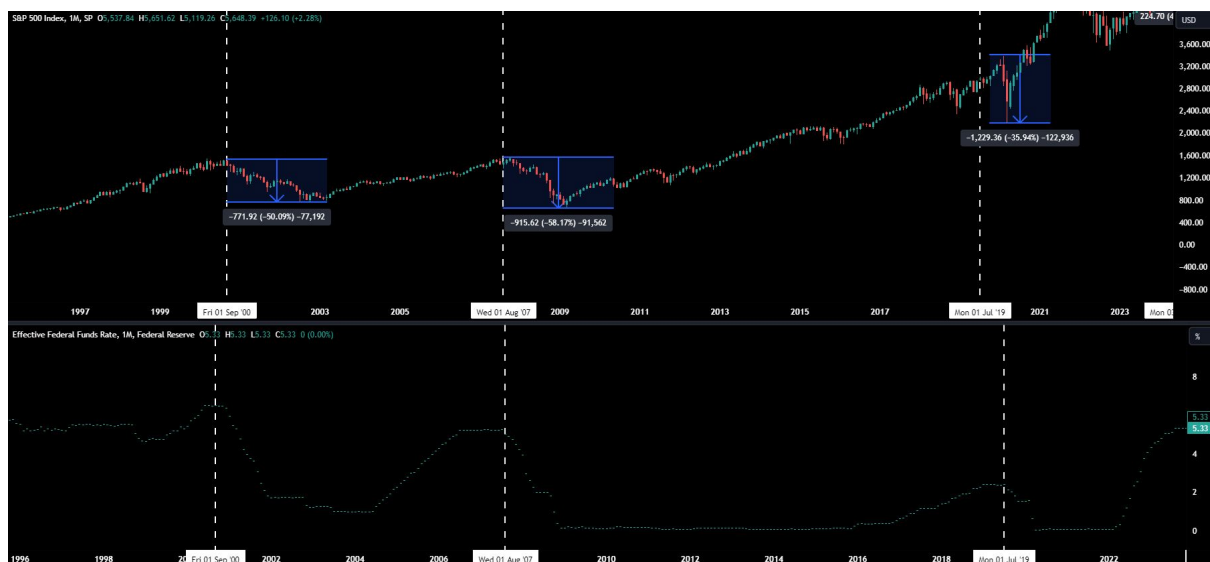 S&P 500 Index, 1M, SP O5,537.84 H5,651.62 L5,119.26 C5,648.39 +126.10 (+2.28%)
224.70 (4
USD
3,600.00
3,200.00
2,800.00
2,400.00
2,000.00
1,600.00
1,200.00
800.00
400.00
0.00
−400.00
−800.00
−1,229.36 (−35.94%) −122,936
−771.92 (−50.09%) −77,192
−915.62 (−58.17%) −91,562
1997 1999 Fri 01 Sep '00 2003 2005 Wed 01 Aug '07 2009 2011 2013 2015 2017 Mon 01 Jul '19 2021 2023 Mon 03
Effective Federal Funds Rate, 1M, Federal Reserve O5.33 H5.33 L5.33 C5.33 0 (0.00%)
%
8
5.33
5.33
4
2
0
1996 1998 20 Fri 01 Sep '00 2002 2004 2006 Wed 01 Aug '07 2010 2012 2014 2016 2018 Mon 01 Jul '19 2022